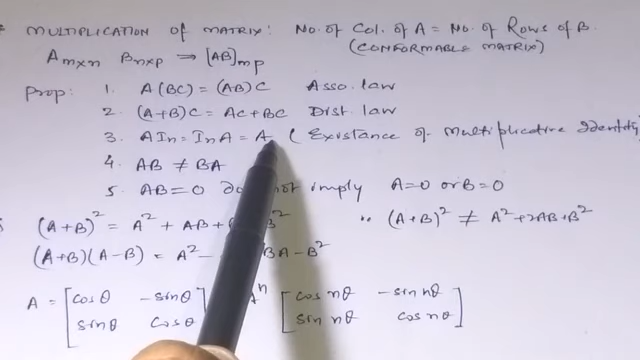 MULTIPLICATION OF MATRIX: No. of Col. of A = No. of Rows of B.
(CONFORMABLE MATRIX)
Amxn Bnxp ⇒ [AB]mp
Prop: 1. A(BC) = (AB)C Asso. law
2. (A+B)C = AC+BC Dist. law
3. AIn = InA = A ( Existance of Multiplicative Identity
4. AB ≠ BA
5. AB = 0 not imply A=0 or B=0
(A+B)² = A² + AB + B² ,, (A+B)² ≠ A²+2AB+B²
(A+B)(A-B) = A² - BA - B²
A = [cosθ -sinθ] Aⁿ [cos nθ -sin nθ]
[sinθ cosθ] [sin nθ cos nθ]